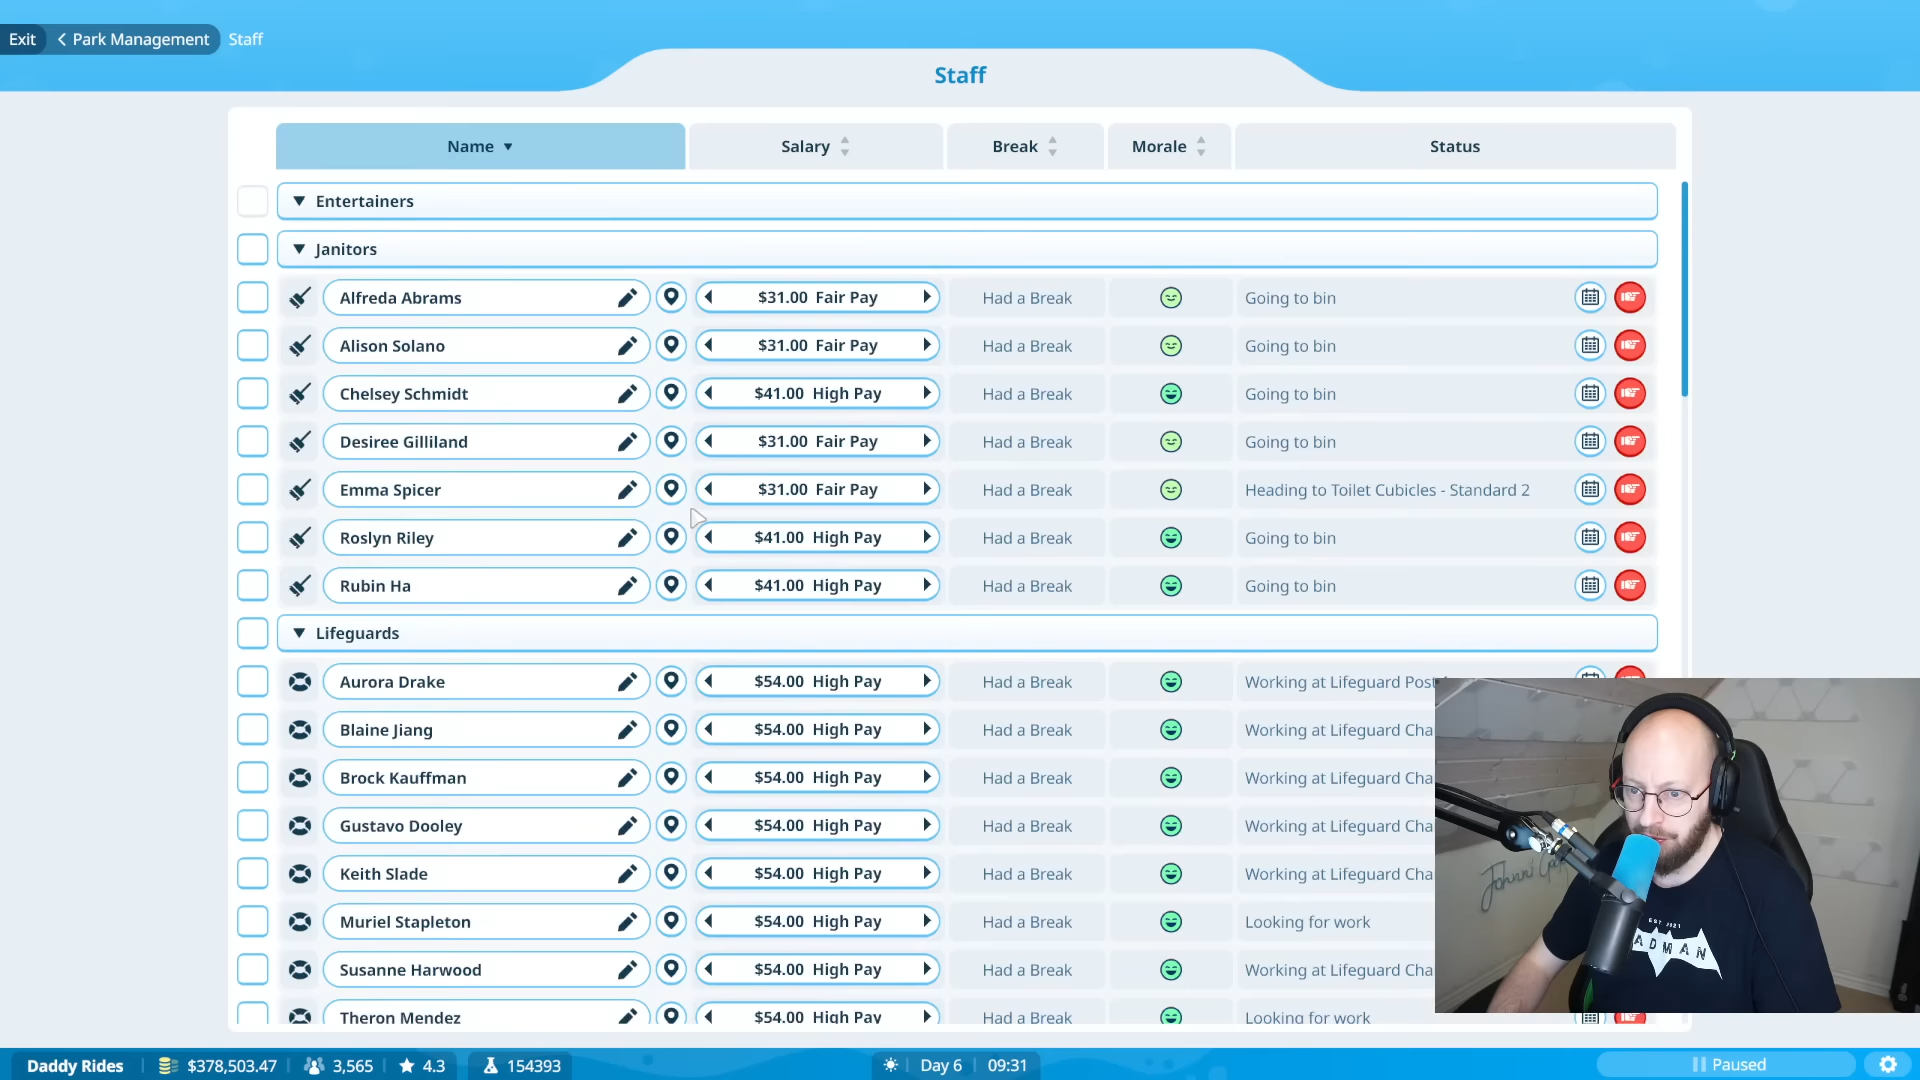 Exit Park Management Staff
Staff
Name Salary Break Morale Status
Entertainers
Janitors
Alfreda Abrams $31.00 Fair Pay Had a Break Going to bin
Alison Solano $31.00 Fair Pay Had a Break Going to bin
Chelsey Schmidt $41.00 High Pay Had a Break Going to bin
Desiree Gilliland $31.00 Fair Pay Had a Break Going to bin
Emma Spicer $31.00 Fair Pay Had a Break Heading to Toilet Cubicles - Standard 2
Roslyn Riley $41.00 High Pay Had a Break Going to bin
Rubin Ha $41.00 High Pay Had a Break Going to bin
Lifeguards
Aurora Drake $54.00 High Pay Had a Break Working at Lifeguard Post
Blaine Jiang $54.00 High Pay Had a Break Working at Lifeguard Cha
Brock Kauffman $54.00 High Pay Had a Break Working at Lifeguard Cha
Gustavo Dooley $54.00 High Pay Had a Break Working at Lifeguard Cha
Keith Slade $54.00 High Pay Had a Break Working at Lifeguard Cha
Muriel Stapleton $54.00 High Pay Had a Break Looking for work
Susanne Harwood $54.00 High Pay Had a Break Working at Lifeguard Cha
Theron Mendez $54.00 High Pay Had a Break Looking for work
EST 2021
ADMAN
Daddy Rides $378,503.47 3,565 4.3 154393 Day 6 09:31 Paused